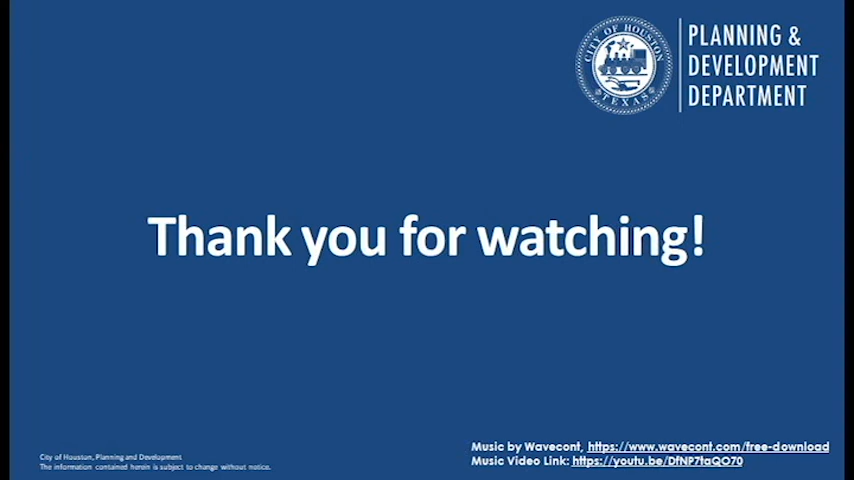 CITY OF HOUSTON
TEXAS
PLANNING &
DEVELOPMENT
DEPARTMENT
Thank you for watching!
City of Houston, Planning and Development
The information contained herein is subject to change without notice.
Music by Wavecont, https://www.wavecont.com/free-download
Music Video Link: https://youtu.be/DfNP7taQO70